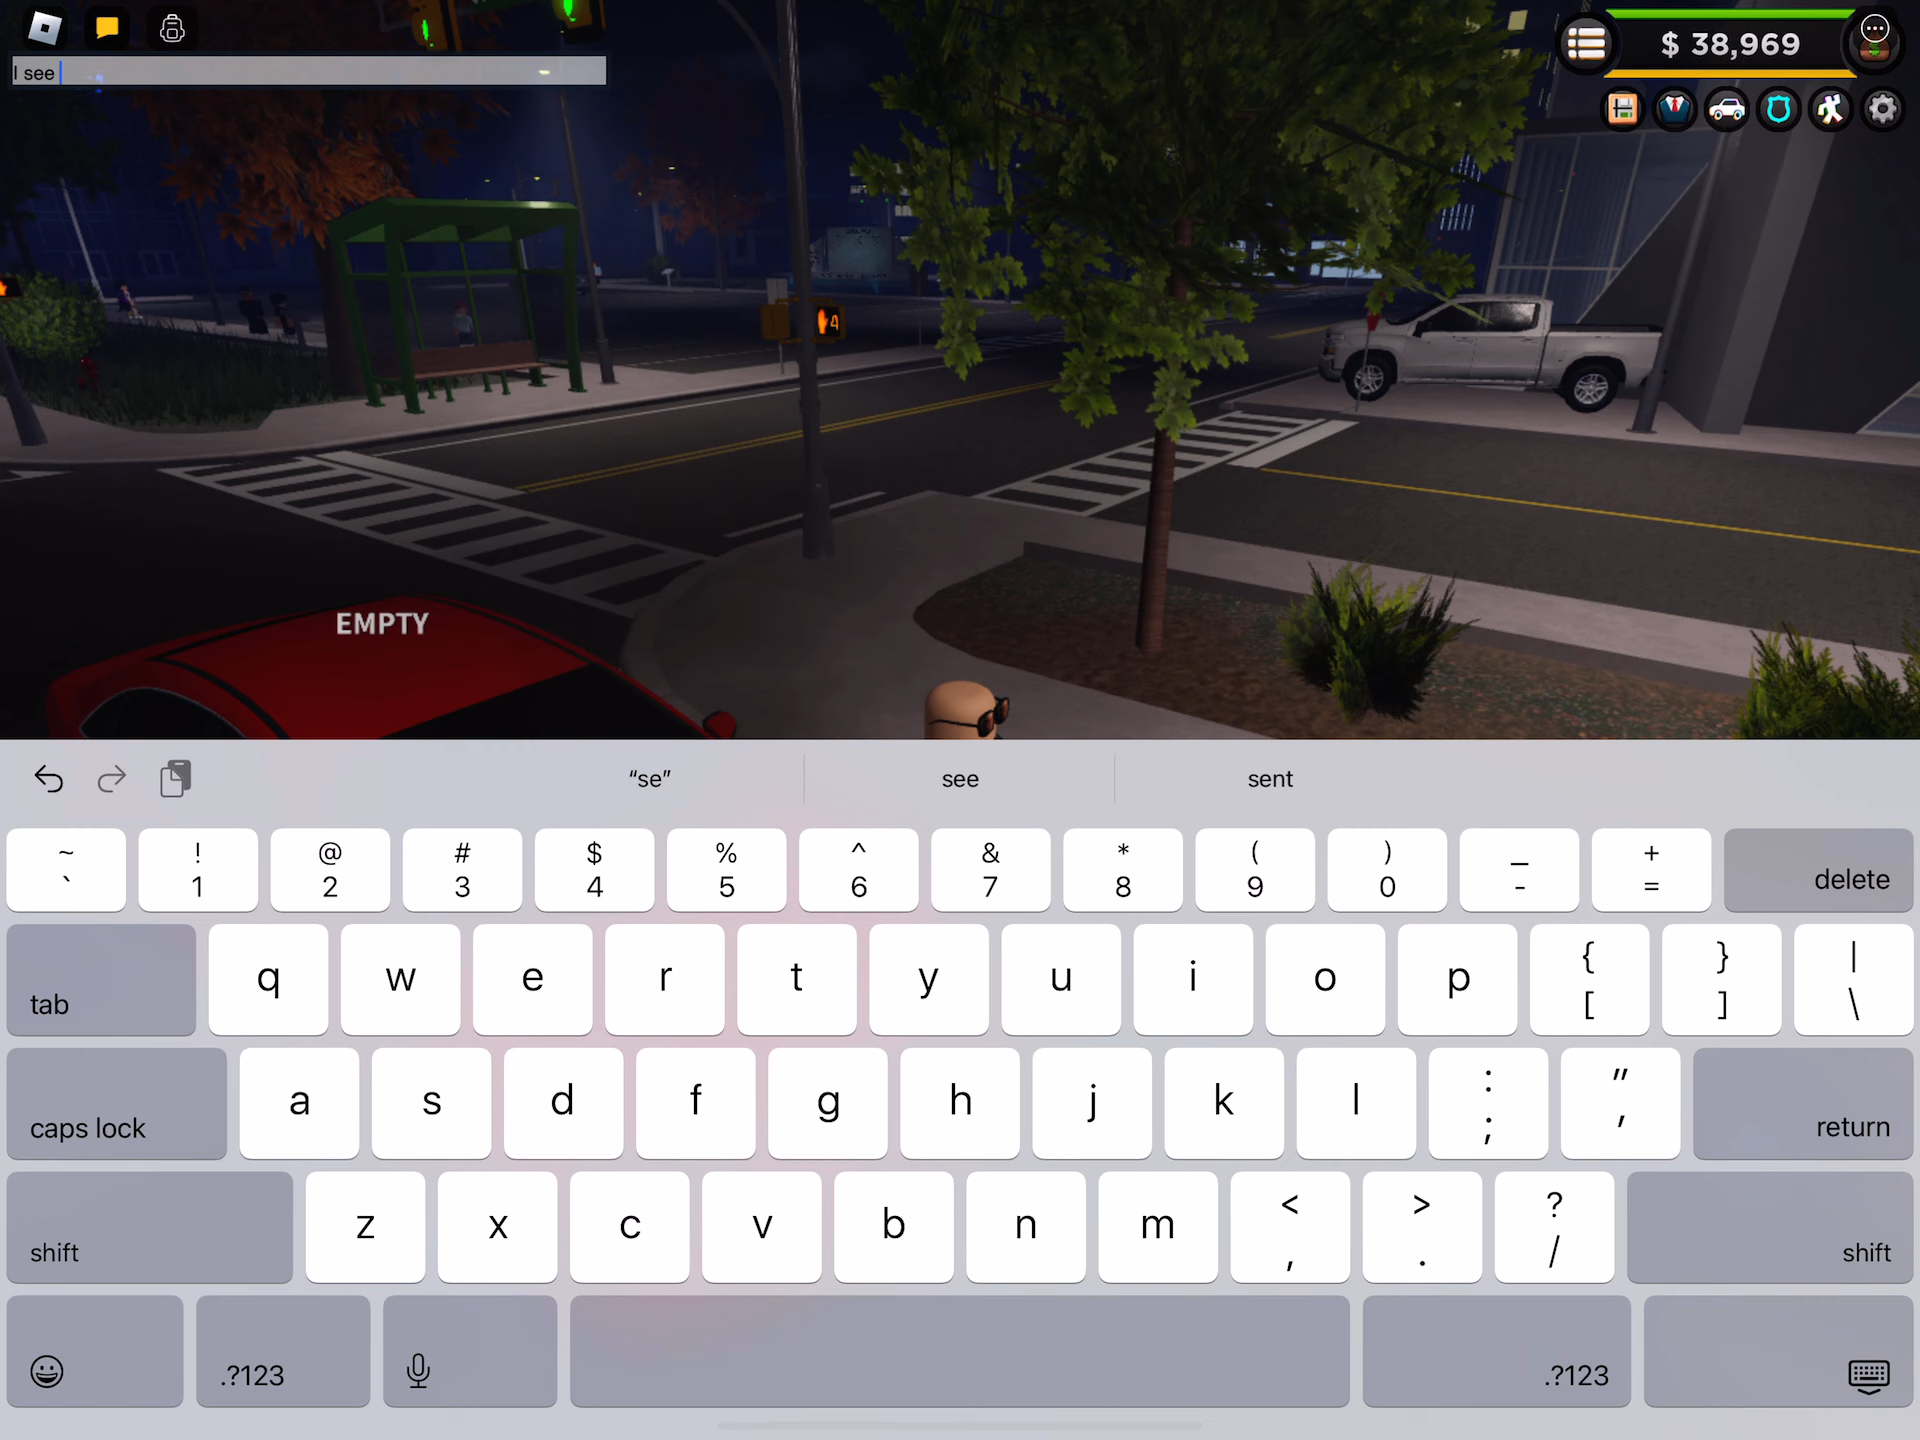 $ 38,969
I see
4
EMPTY
“se” see sent
~ ! @ # $ % ^ & * ( ) _ +
` 1 2 3 4 5 6 7 8 9 0 - = delete
tab q w e r t y u i o p { [ } ] | \
caps lock a s d f g h j k l : ; " ' return
shift z x c v b n m < , > . ? / shift
.?123 .?123